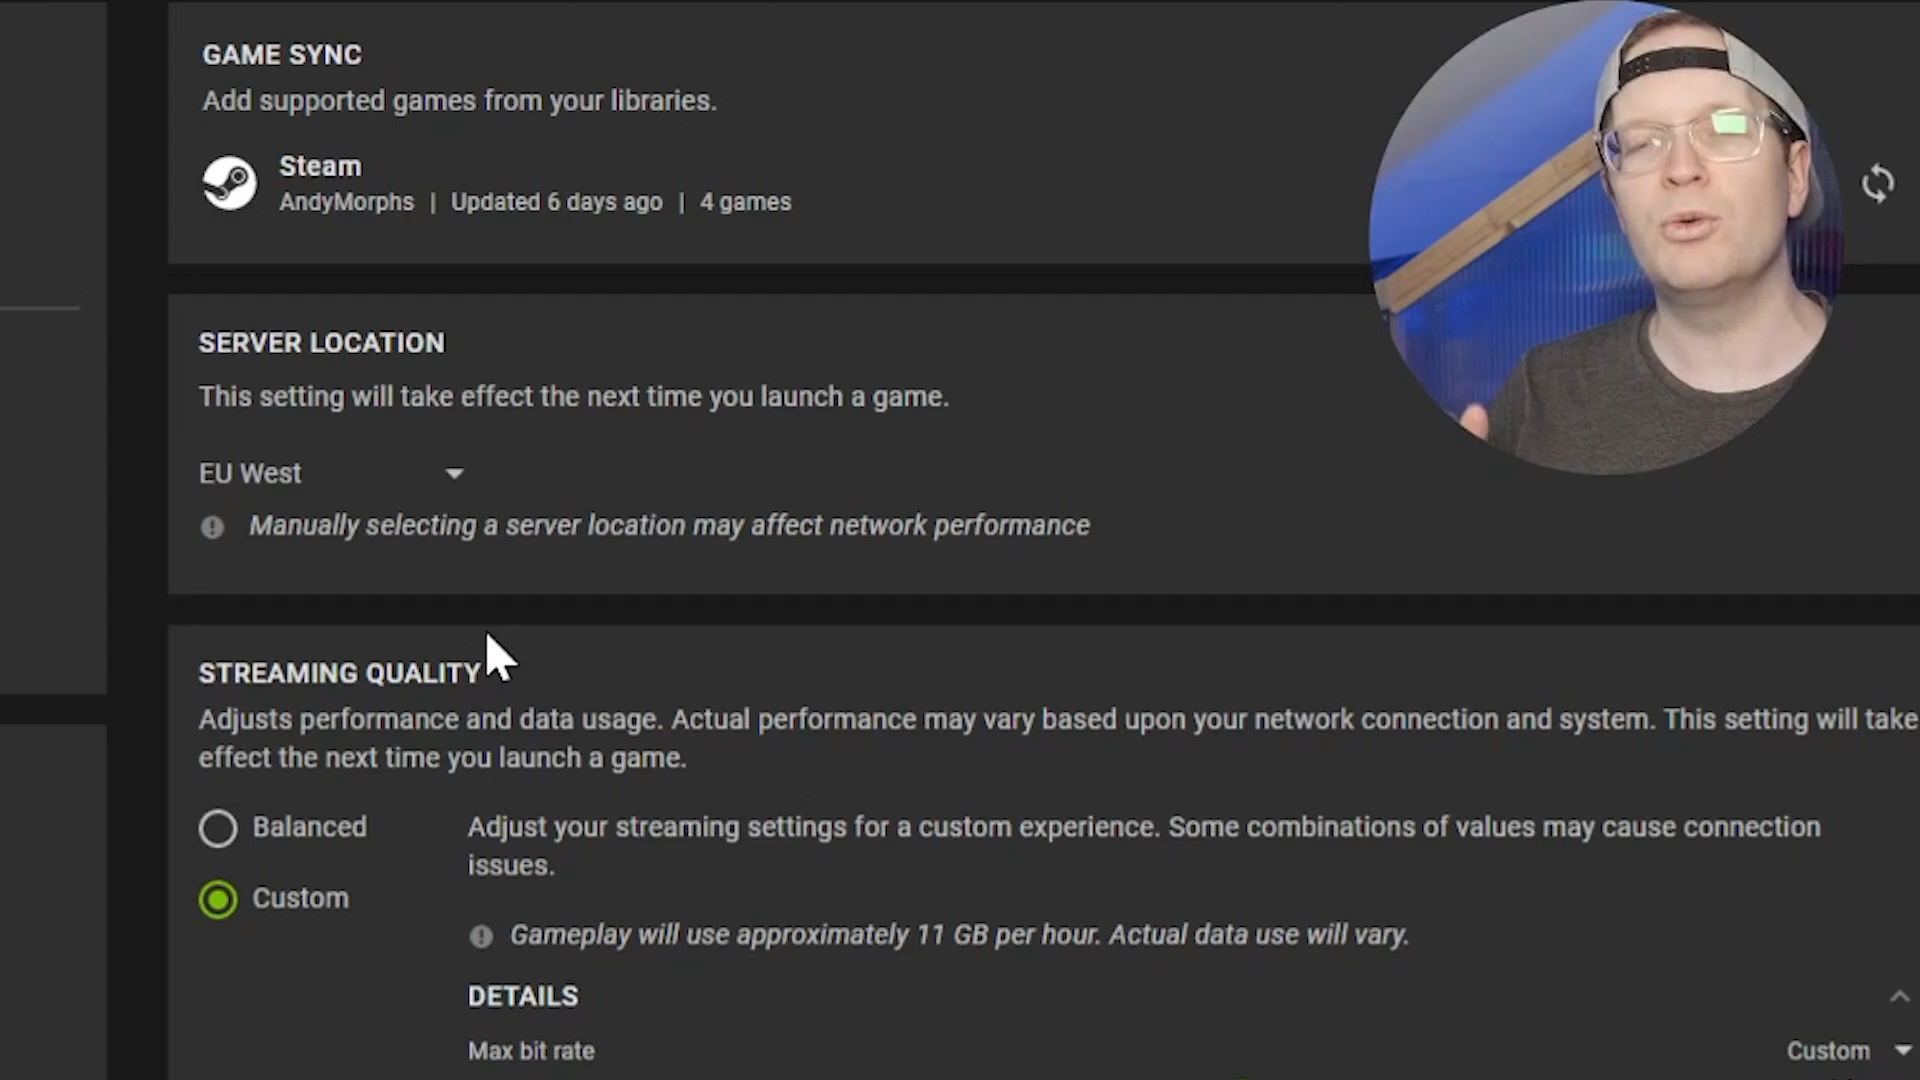 GAME SYNC
Add supported games from your libraries.
Steam
AndyMorphs | Updated 6 days ago | 4 games
SERVER LOCATION
This setting will take effect the next time you launch a game.
EU West
Manually selecting a server location may affect network performance
STREAMING QUALITY
Adjusts performance and data usage. Actual performance may vary based upon your network connection and system. This setting will take
effect the next time you launch a game.
Balanced
Adjust your streaming settings for a custom experience. Some combinations of values may cause connection
issues.
Custom
Gameplay will use approximately 11 GB per hour. Actual data use will vary.
DETAILS
Max bit rate Custom